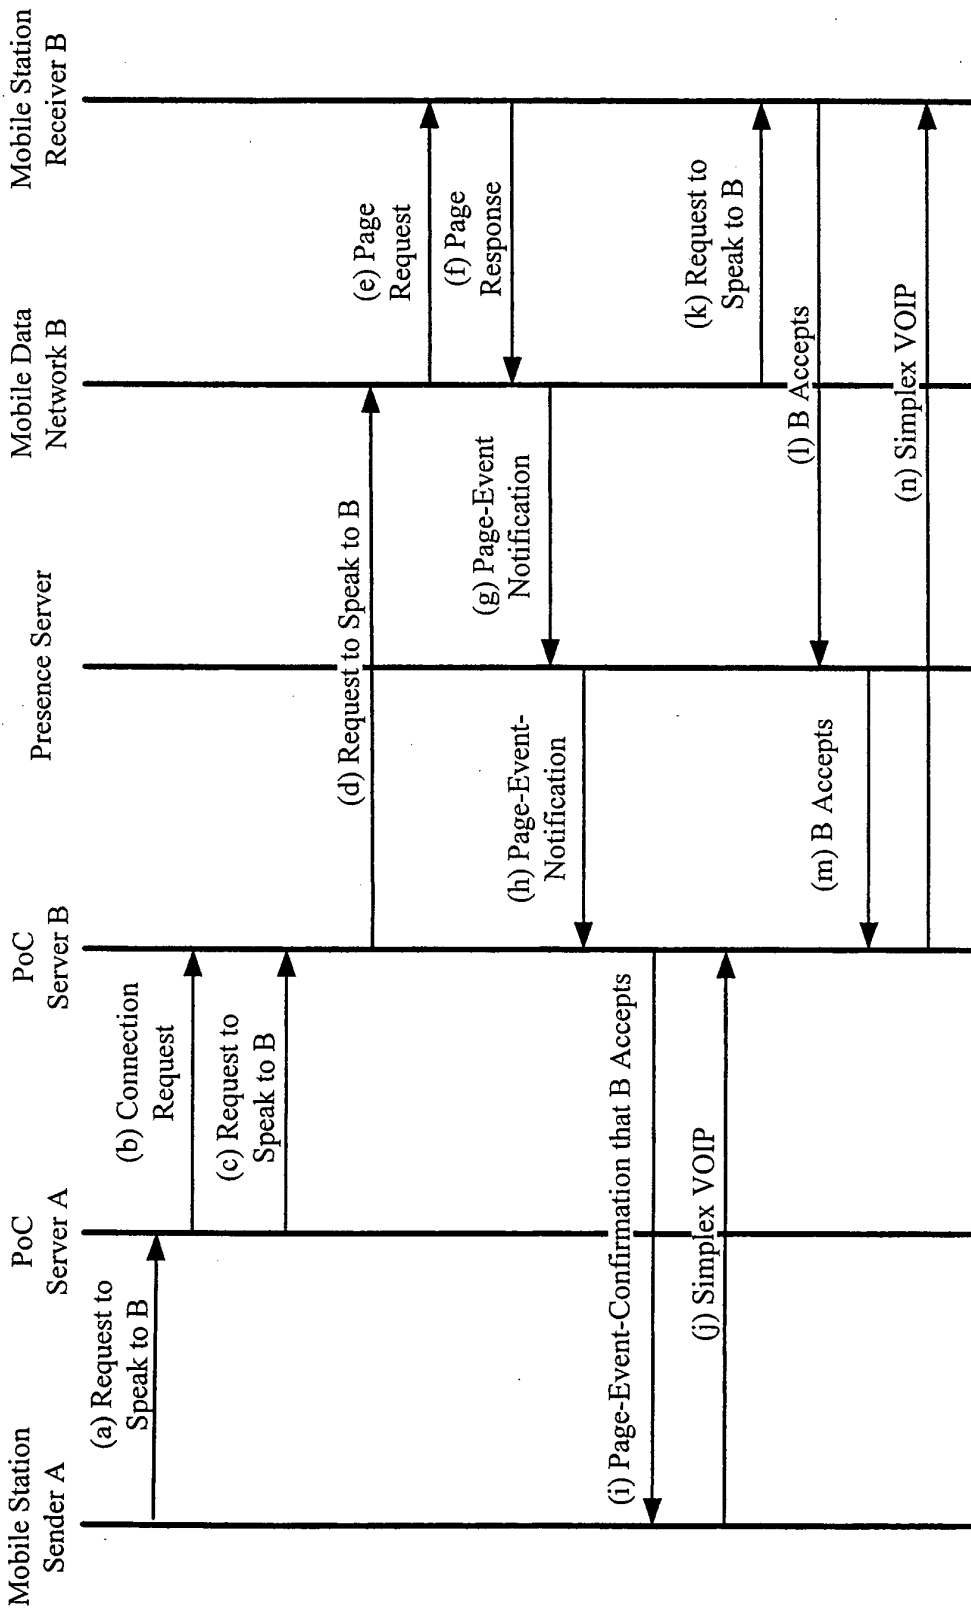 Mobile Station
Sender A
PoC
Server A
PoC
Server B
Presence Server
Mobile Data
Network B
Mobile Station
Receiver B
(a) Request to
Speak to B
(b) Connection
Request
(c) Request to
Speak to B
(d) Request to Speak to B
(e) Page
Request
(f) Page
Response
(g) Page-Event
Notification
(h) Page-Event-
Notification
(i) Page-Event-Confirmation that B Accepts
(j) Simplex VOIP
(k) Request to
Speak to B
(l) B Accepts
(m) B Accepts
(n) Simplex VOIP